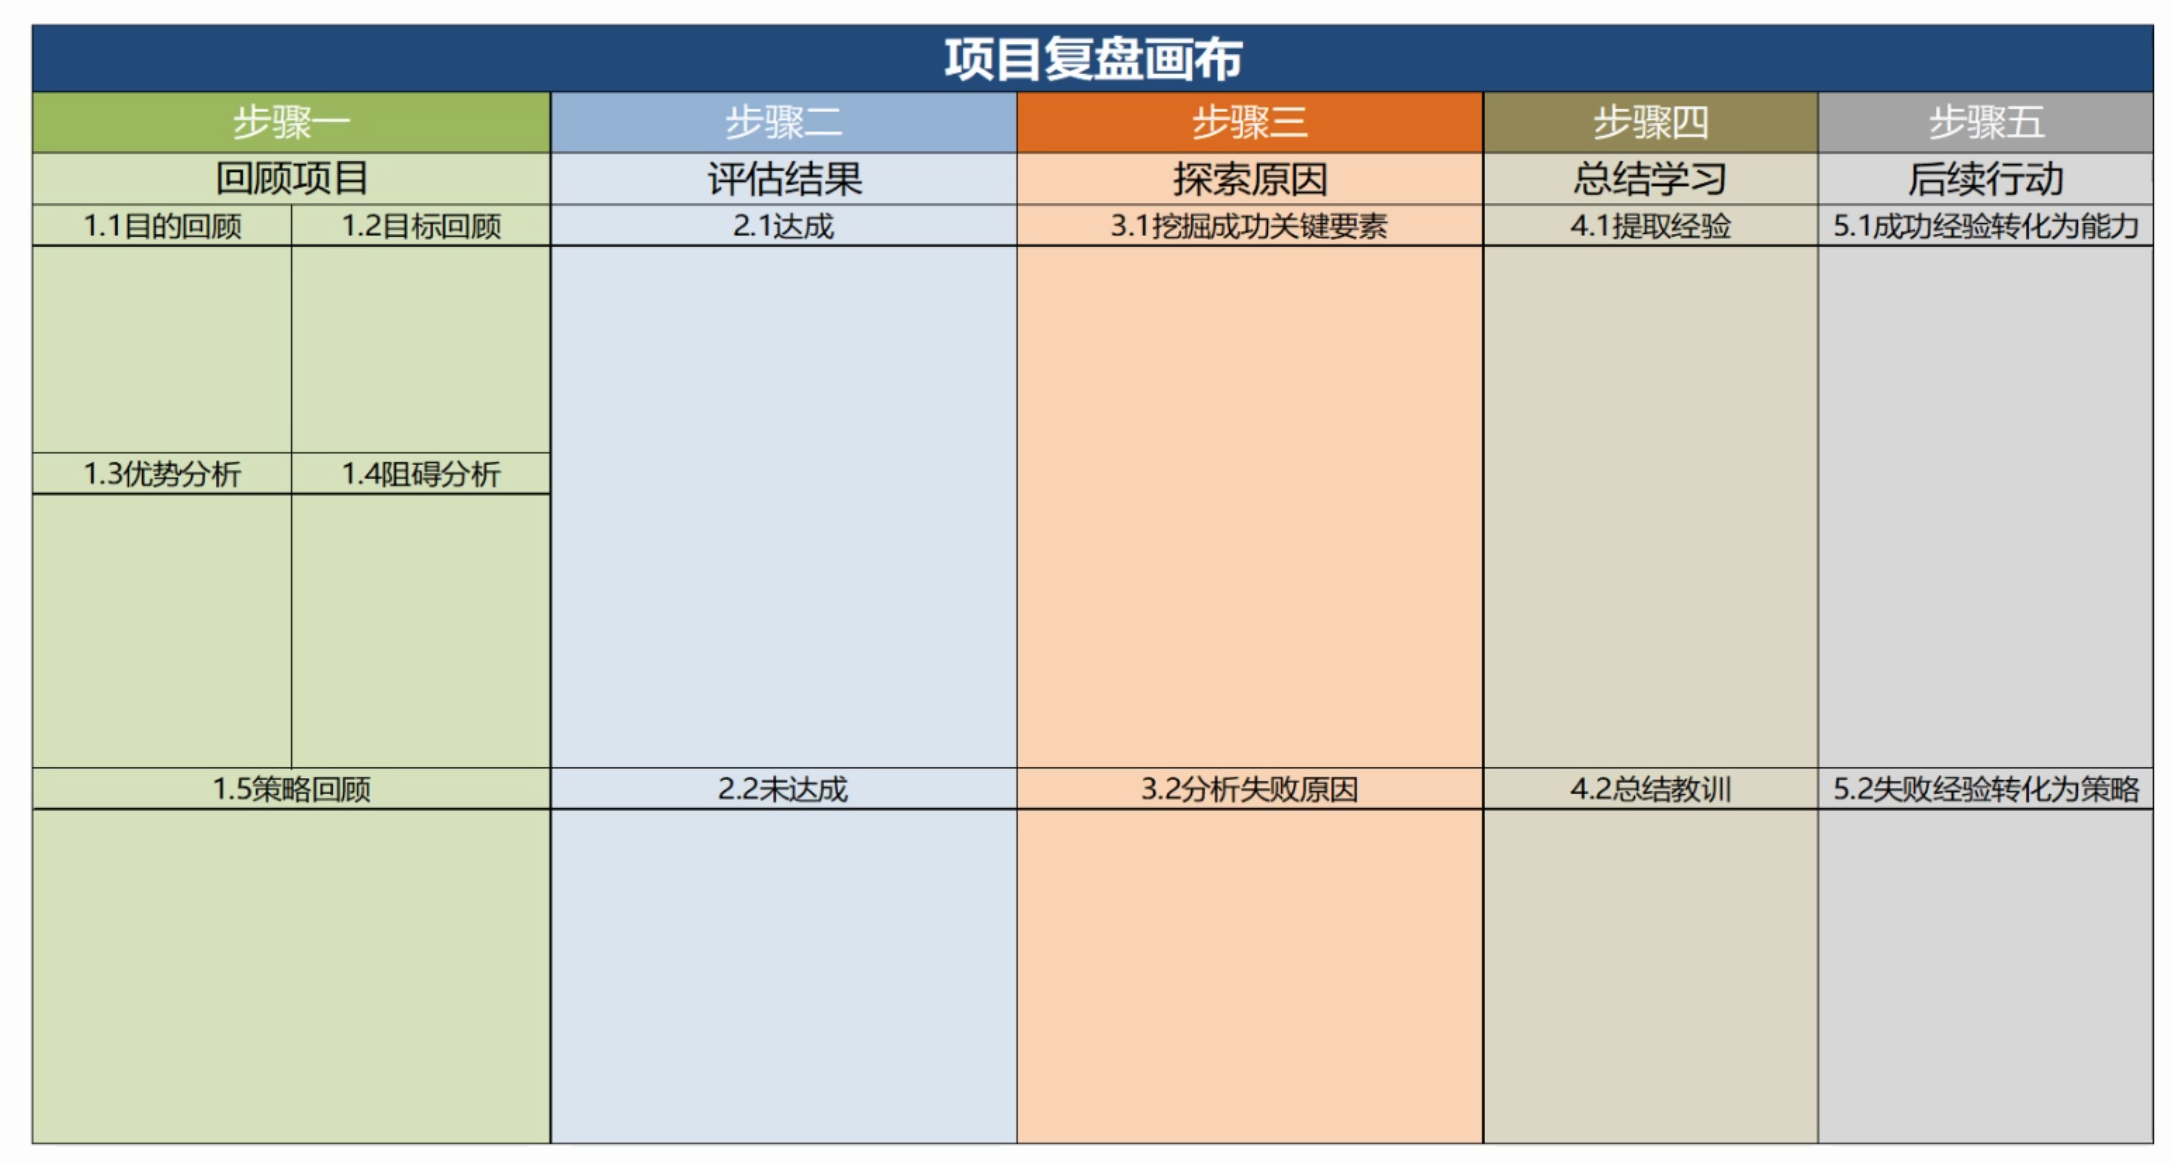 项目复盘画布
步骤一
步骤二
步骤三
步骤四
步骤五
回顾项目
评估结果
探索原因
总结学习
后续行动
1.1目的回顾
1.2目标回顾
2.1达成
3.1挖掘成功关键要素
4.1提取经验
5.1成功经验转化为能力
1.3优势分析
1.4阻碍分析
1.5策略回顾
2.2未达成
3.2分析失败原因
4.2总结教训
5.2失败经验转化为策略